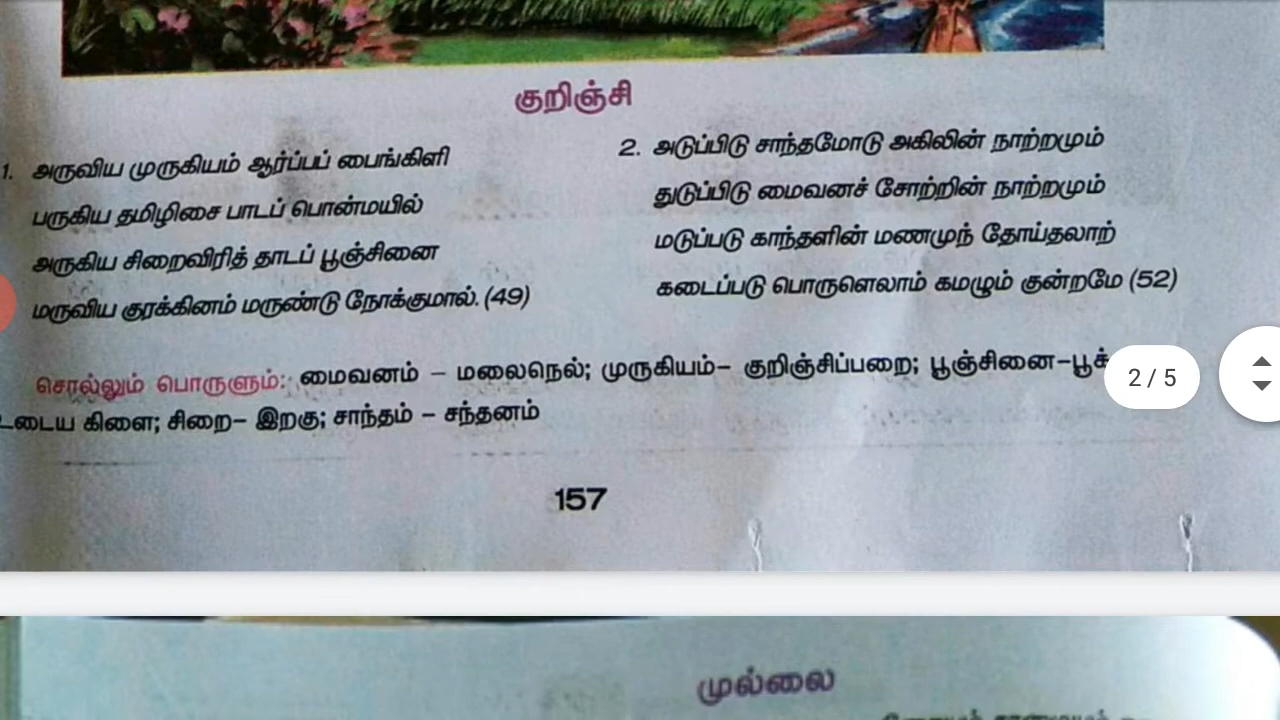 குறிஞ்சி
1. அருவிய முருகியம் ஆர்ப்பப் பைங்கிளி
பருகிய தமிழிசை பாடப் பொன்மயில்
அருகிய சிறைவிரித் தாடப் பூஞ்சினை
மருவிய குரக்கினம் மருண்டு நோக்குமால். (49)
2. அடுப்பிடு சாந்தமோடு அகிலின் நாற்றமும்
துடுப்பிடு மைவனச் சோற்றின் நாற்றமும்
மடுப்படு காந்தளின் மணமுந் தோய்தலாற்
கடைப்படு பொருளெலாம் கமழும் குன்றமே (52)
சொல்லும் பொருளும்: மைவனம் – மலைநெல்; முருகியம்– குறிஞ்சிப்பறை; பூஞ்சினை–பூக்
உடைய கிளை; சிறை– இறகு; சாந்தம் – சந்தனம்
2 / 5
157
முல்லை